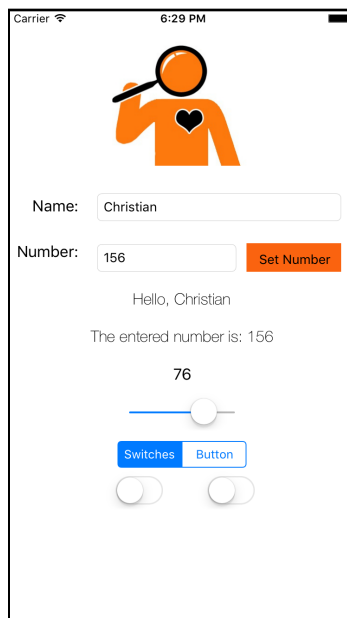 Carrier 6:29 PM
Name: Christian
Number: 156 Set Number
Hello, Christian
The entered number is: 156
76
Switches Button